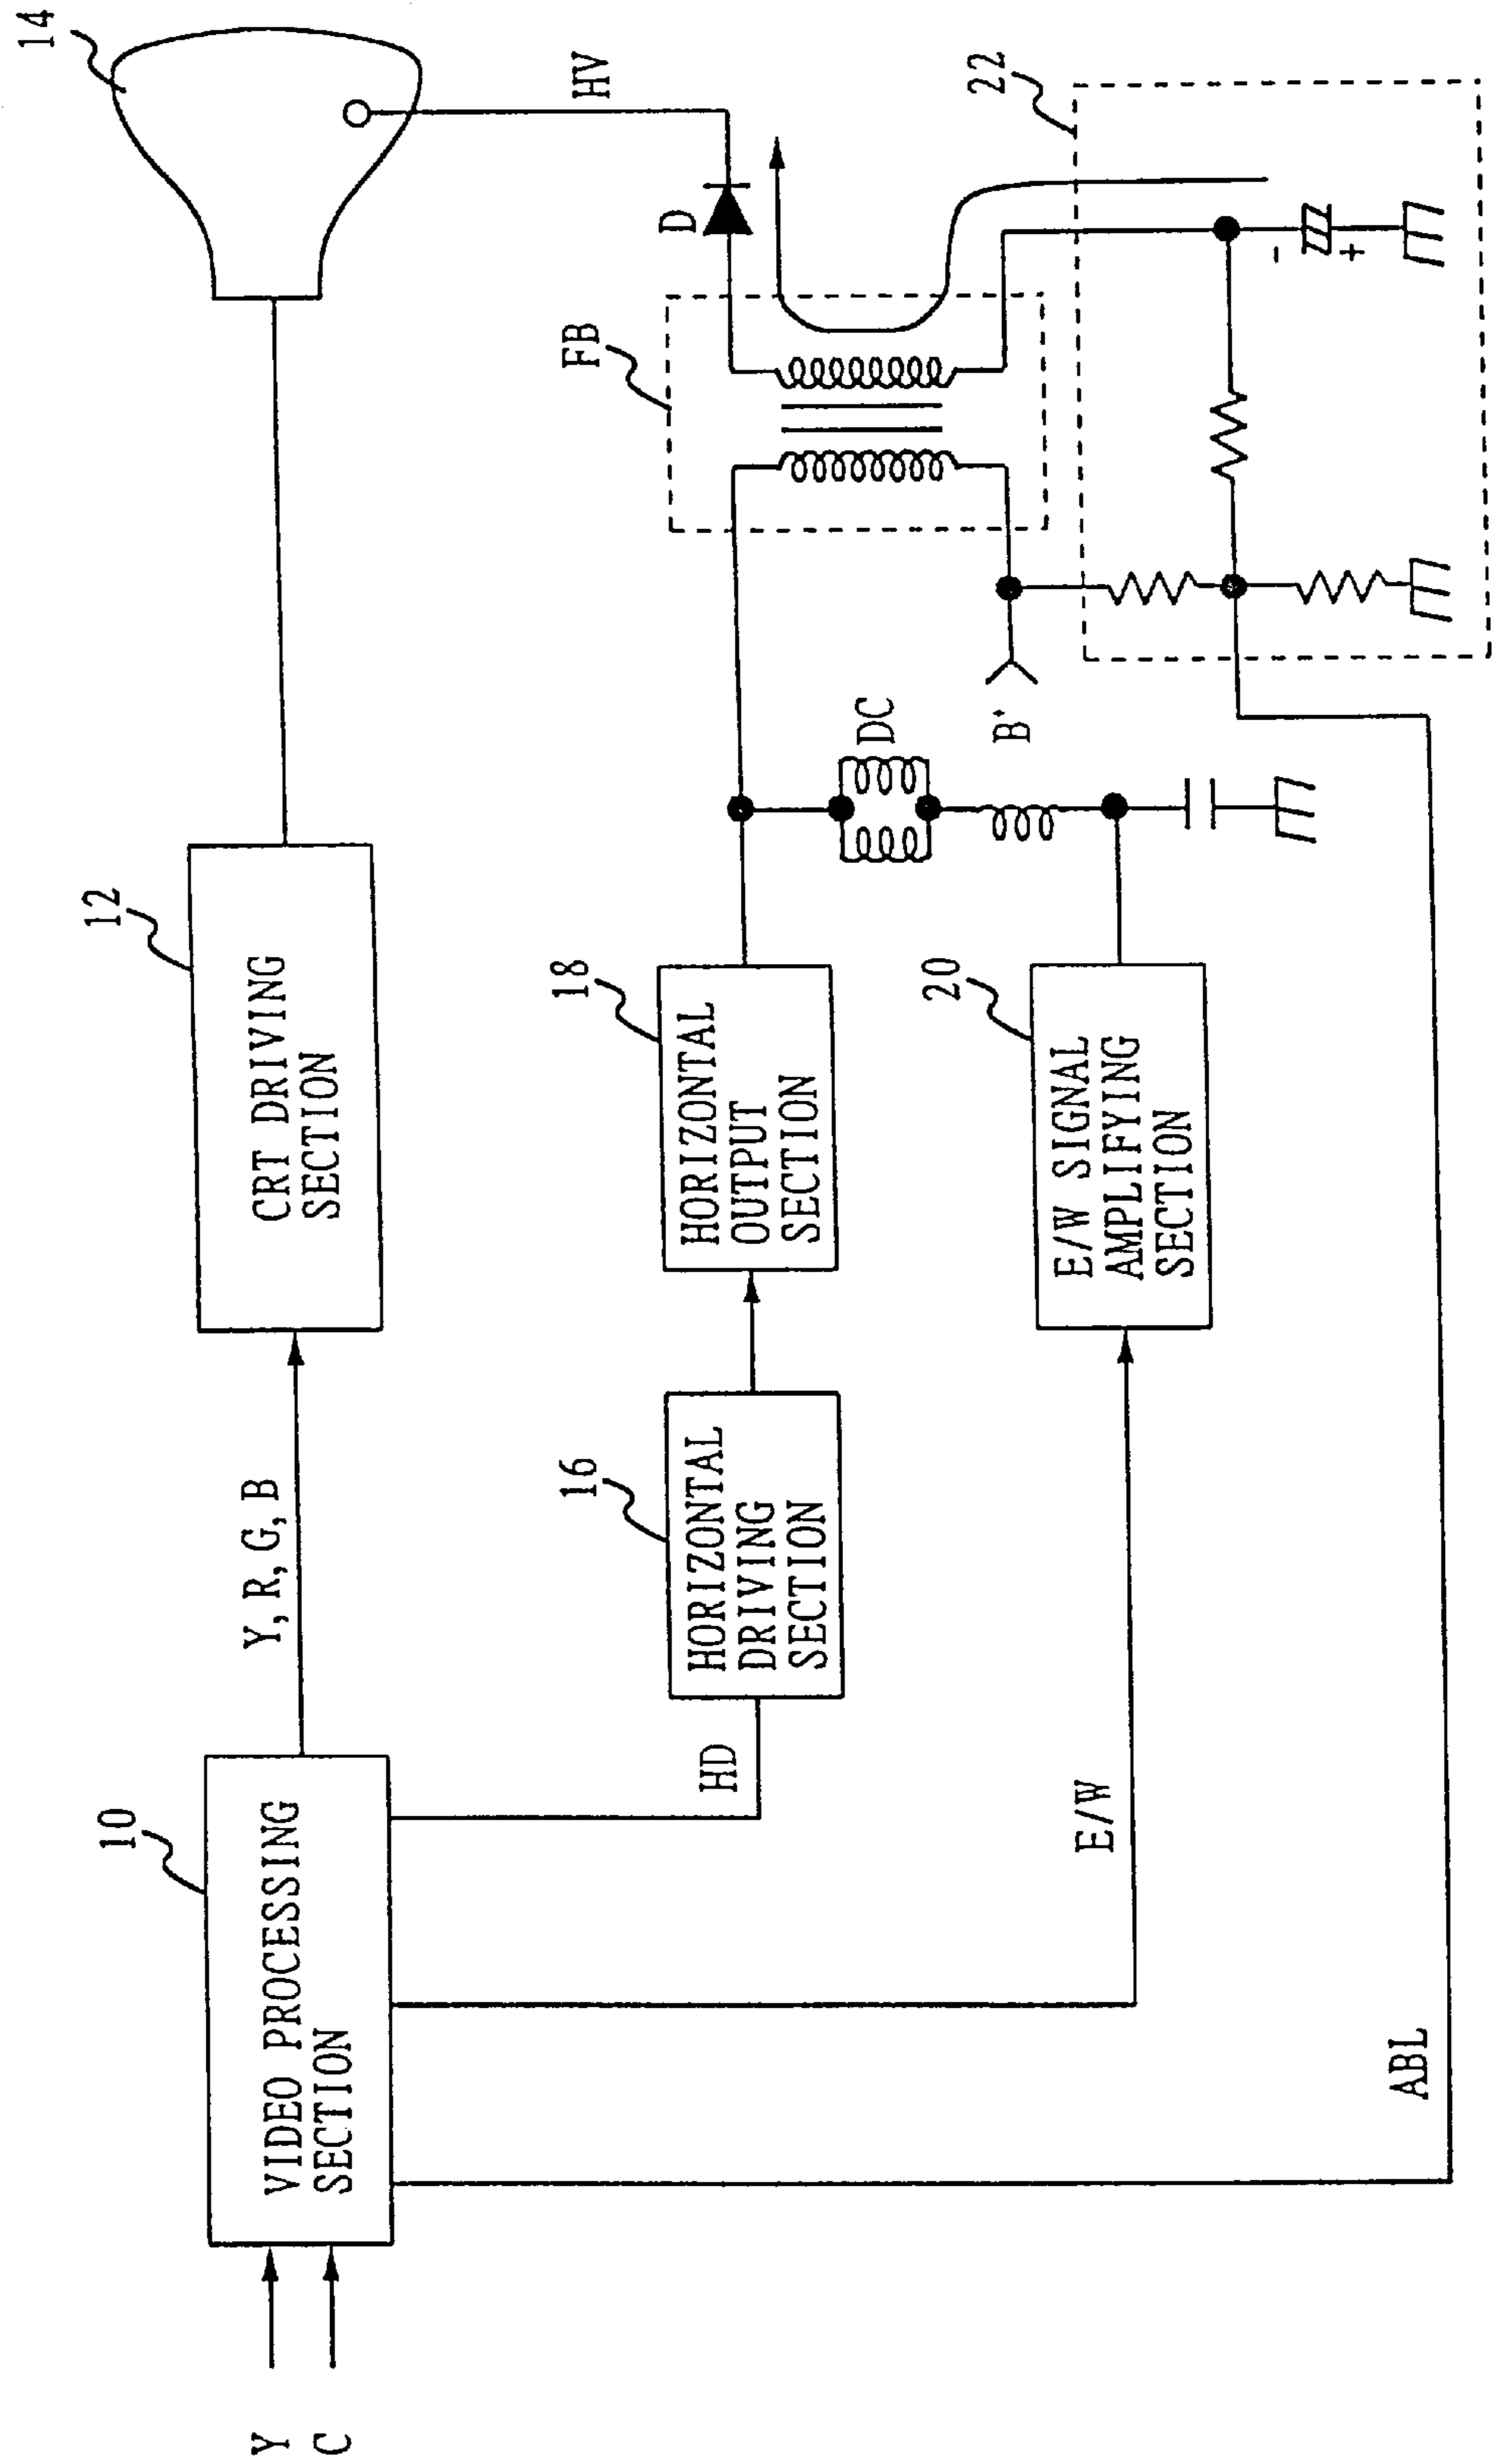 Y
C
10
VIDEO PROCESSING
SECTION
Y, R, G, B
12
CRT DRIVING
SECTION
14
HD
16
HORIZONTAL
DRIVING
SECTION
18
HORIZONTAL
OUTPUT
SECTION
FB
D
HV
E/W
20
E/W SIGNAL
AMPLIFYING
SECTION
DC
B+
22
-
+
ABL